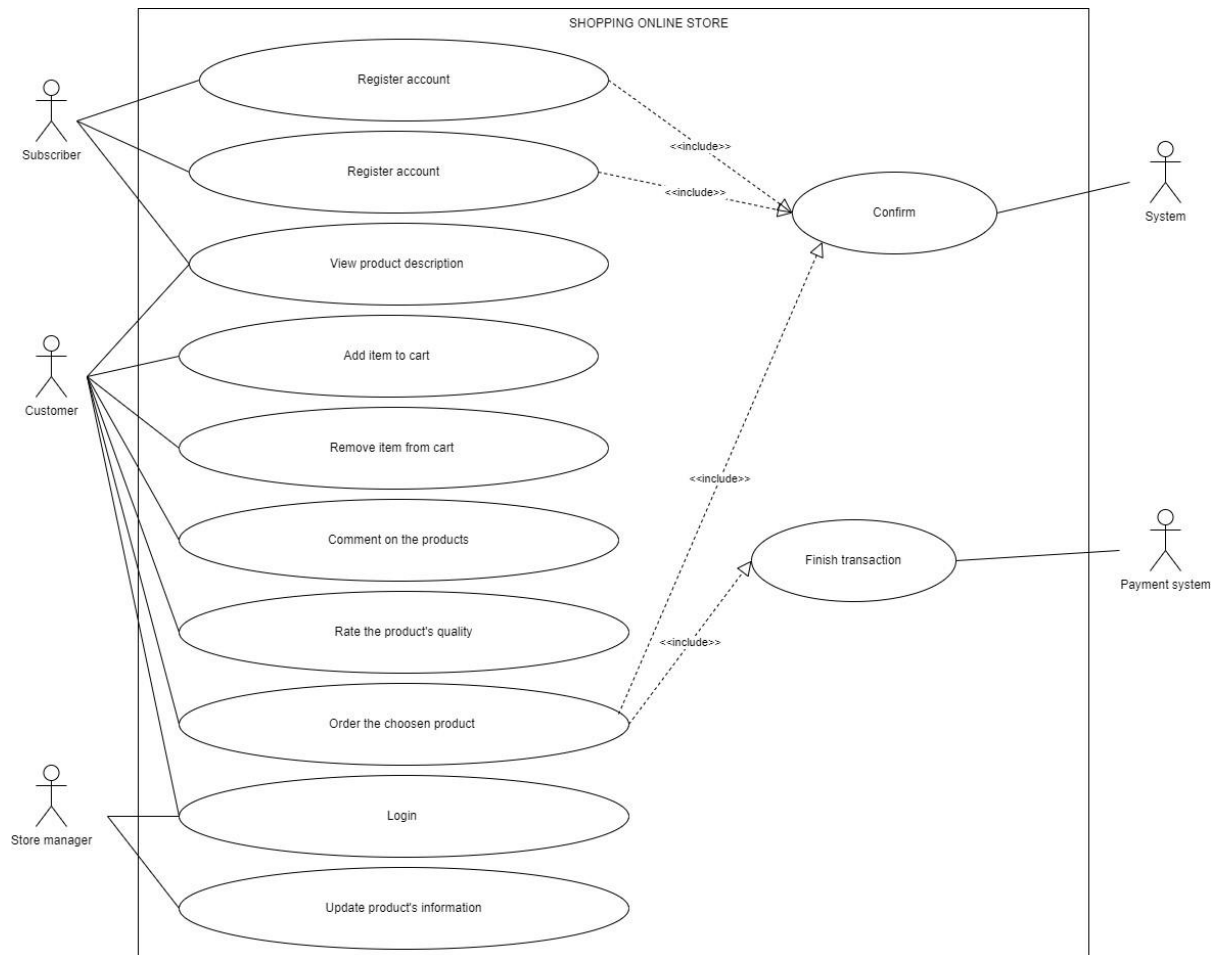 SHOPPING ONLINE STORE
Register account
Subscriber
<<include>>
Register account
<<include>>
Confirm
System
View product description
Add item to cart
Customer
Remove item from cart
<<include>>
Comment on the products
Finish transaction
Payment system
Rate the product's quality
<<include>>
Order the choosen product
Login
Store manager
Update product's information